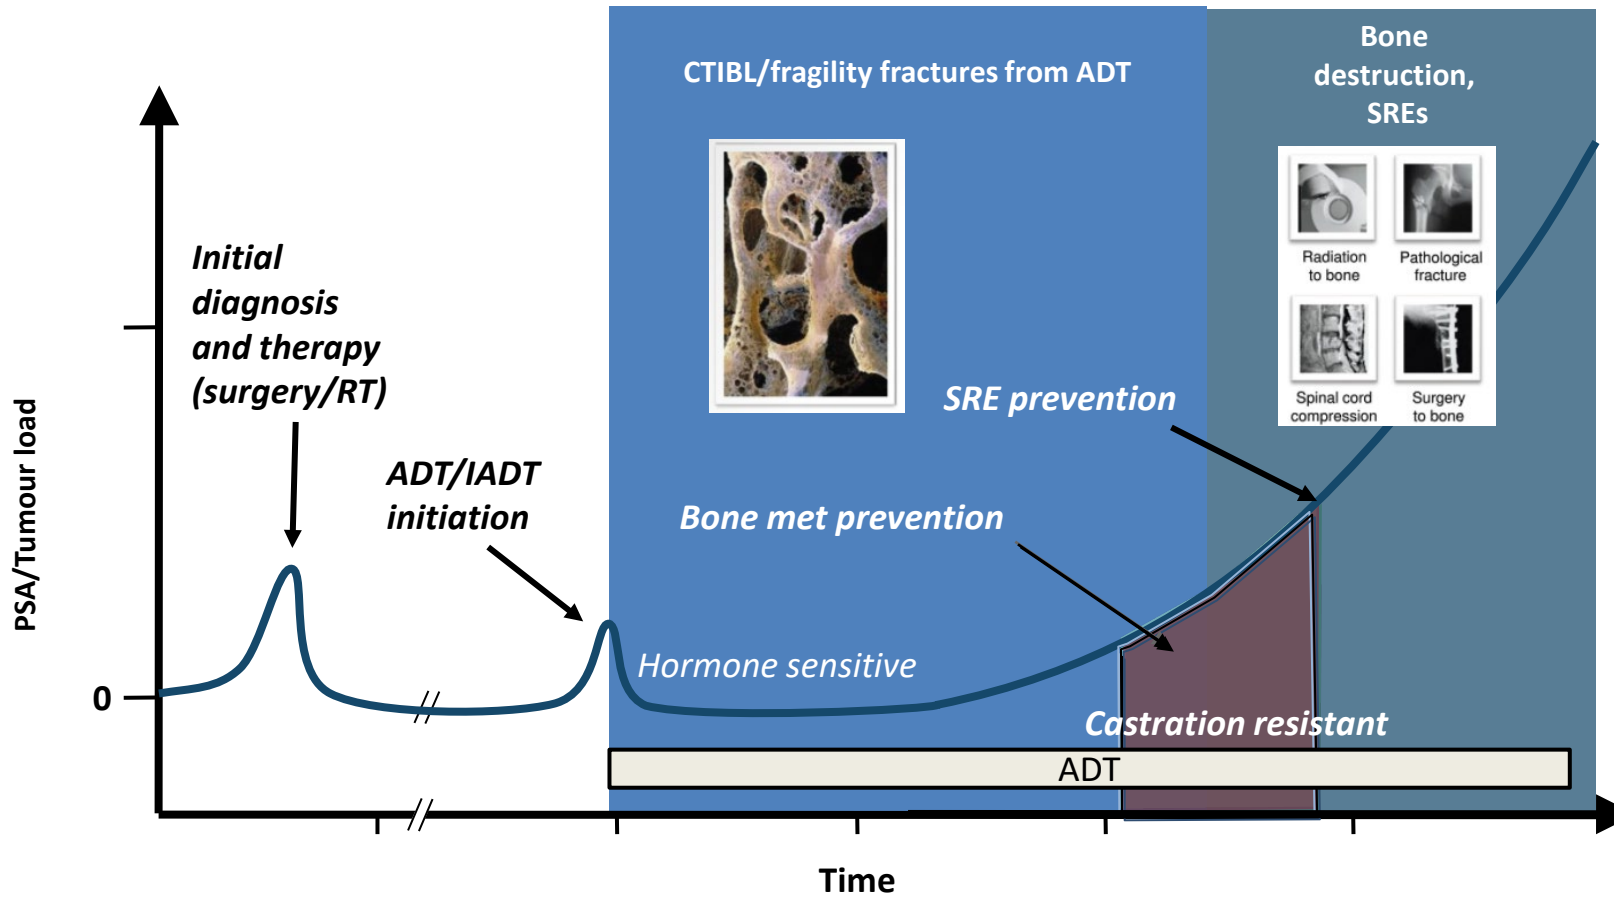 CTIBL/fragility fractures from ADT
Bone
destruction,
SREs
Radiation
to bone
Pathological
fracture
Spinal cord
compression
Surgery
to bone
Initial
diagnosis
and therapy
(surgery/RT)
ADT/IADT
initiation
SRE prevention
Bone met prevention
Hormone sensitive
Castration resistant
ADT
PSA/Tumour load
0
Time